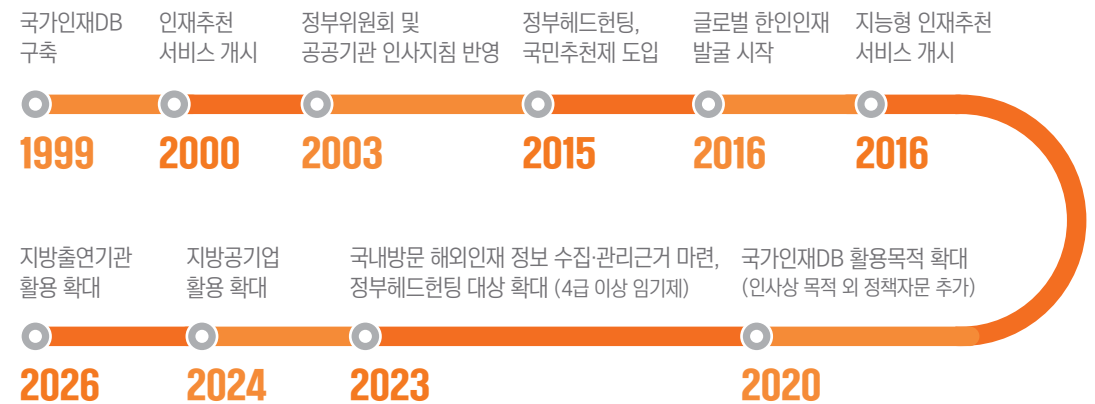 국가인재DB
구축
1999
인재추천
서비스 개시
2000
정부위원회 및
공공기관 인사지침 반영
2003
정부헤드헌팅,
국민추천제 도입
2015
글로벌 한인인재
발굴 시작
2016
지능형 인재추천
서비스 개시
2016
국가인재DB 활용목적 확대
(인사상 목적 외 정책자문 추가)
2020
국내방문 해외인재 정보 수집·관리근거 마련,
정부헤드헌팅 대상 확대 (4급 이상 임기제)
2023
지방공기업
활용 확대
2024
지방출연기관
활용 확대
2026